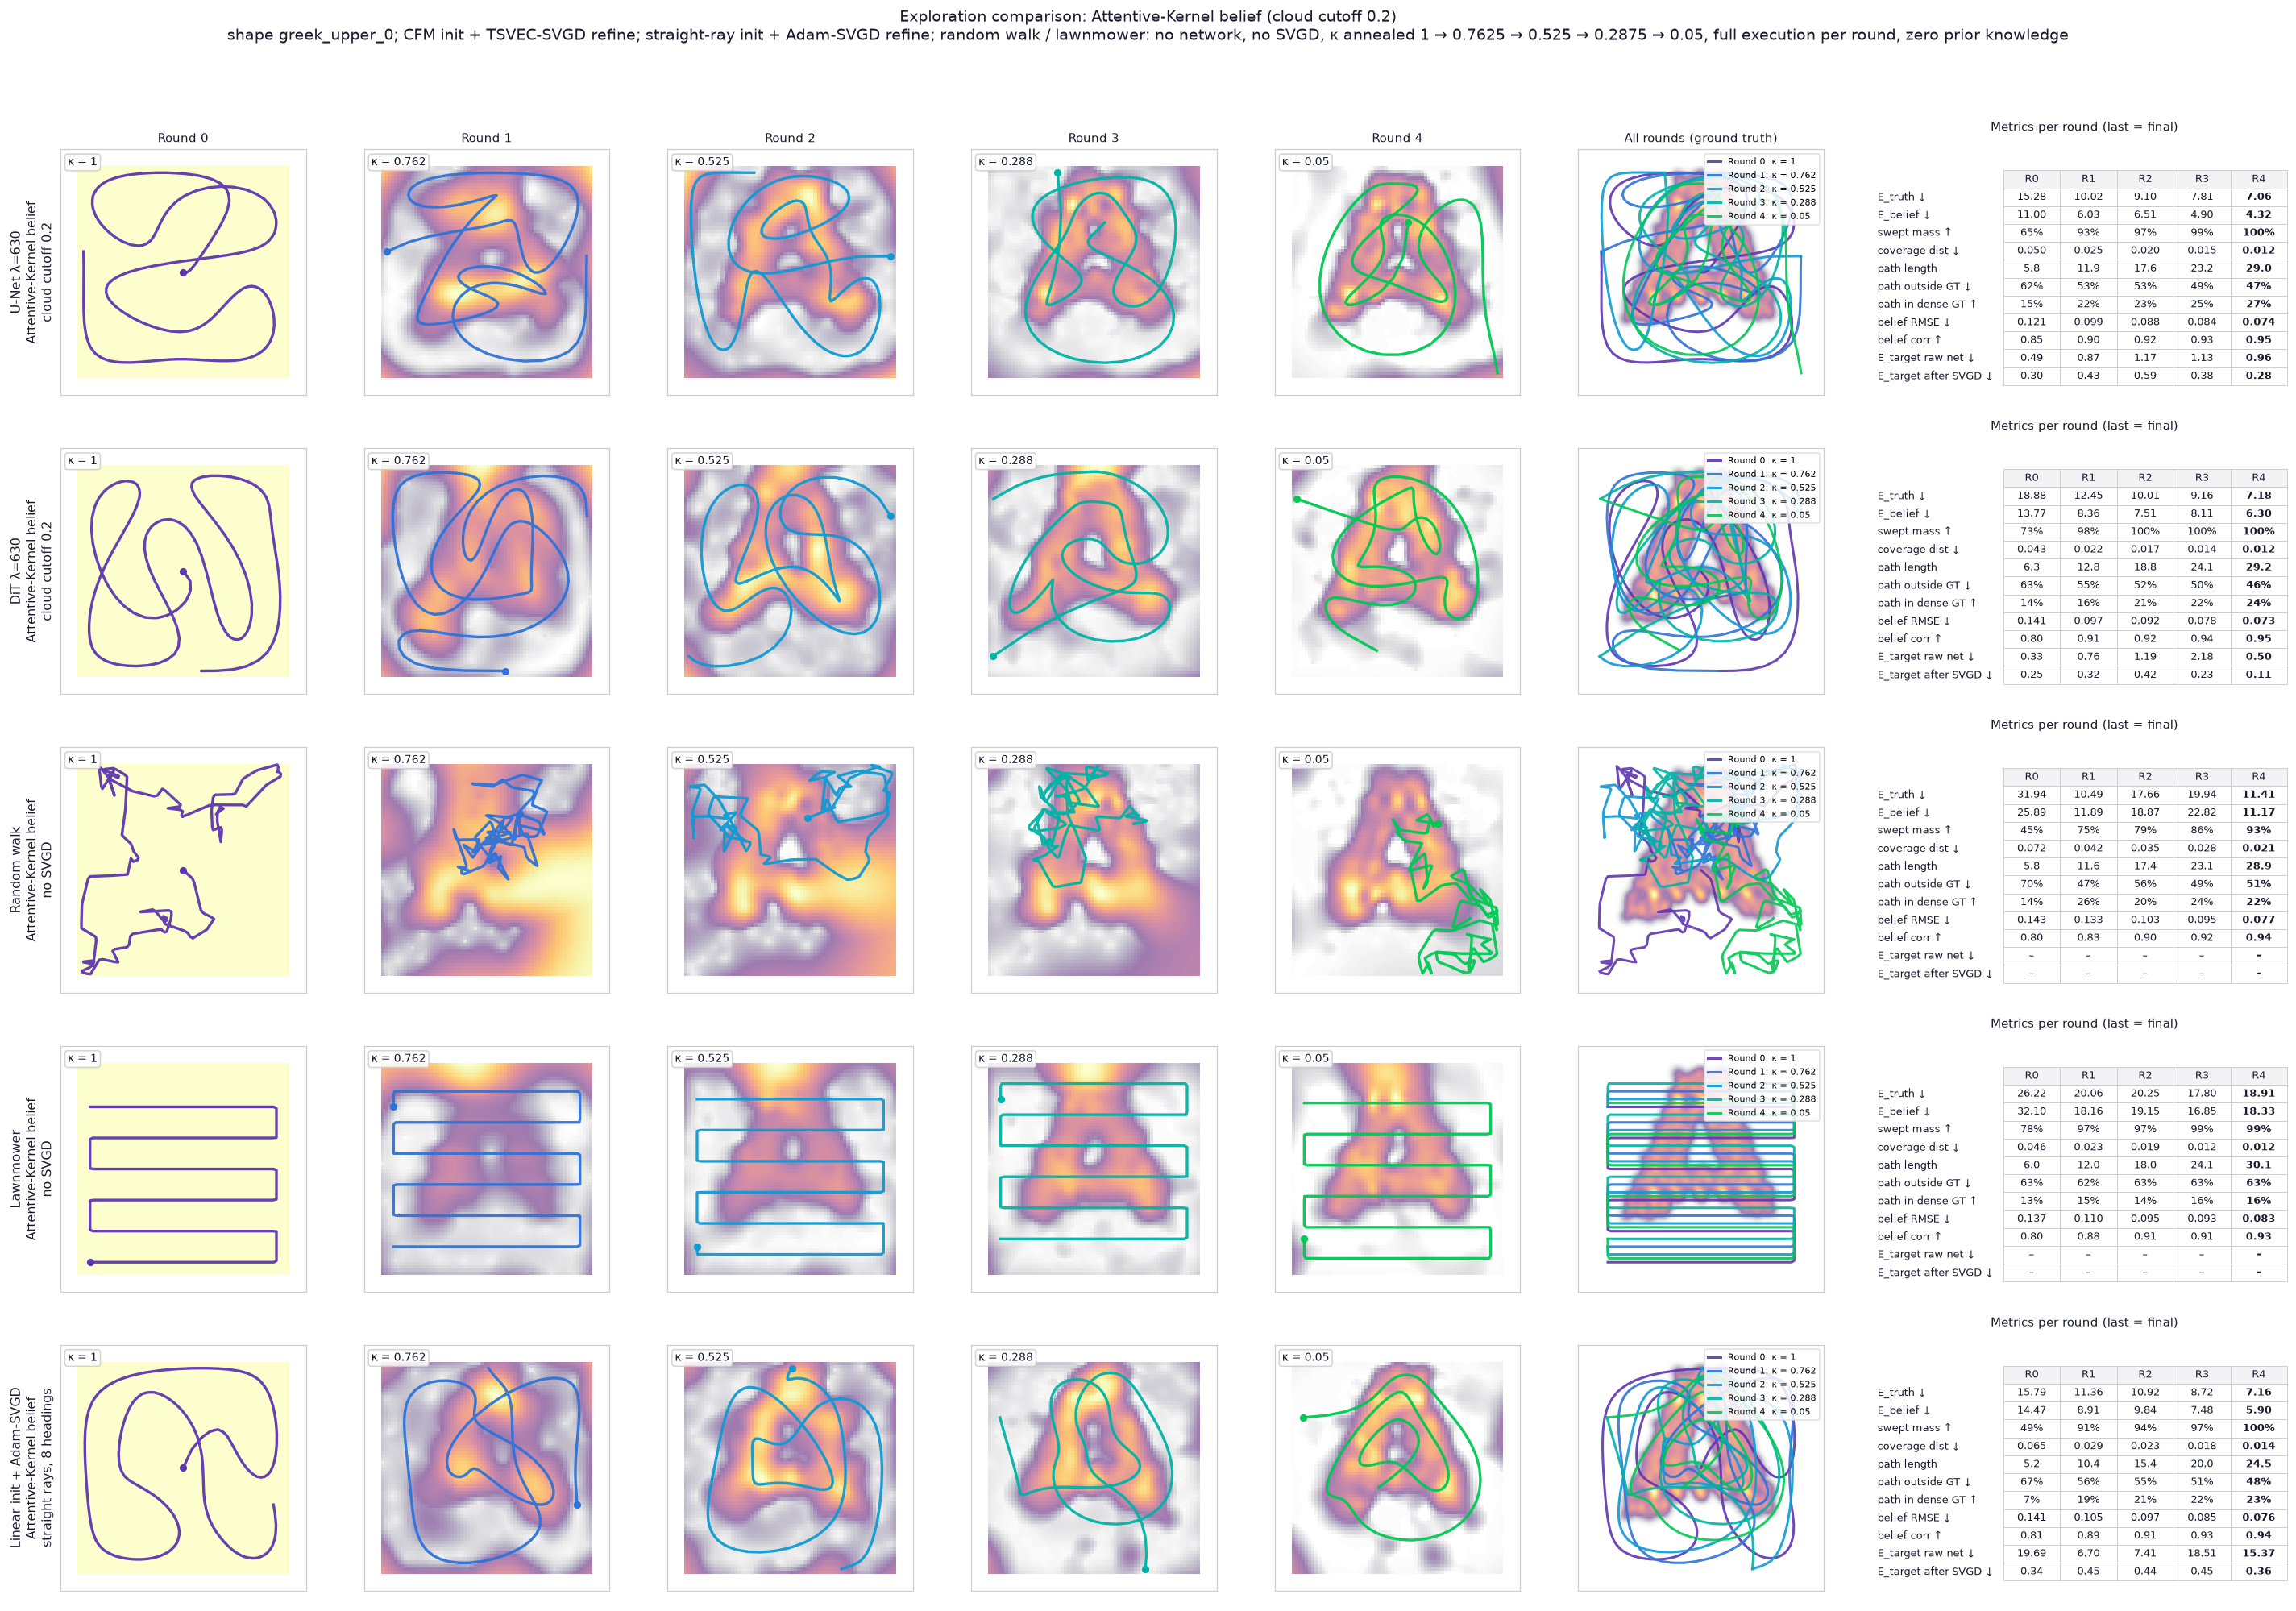 Exploration comparison: Attentive-Kernel belief (cloud cutoff 0.2)
shape greek_upper_0; CFM init + TSVEC-SVGD refine; straight-ray init + Adam-SVGD refine; random walk / lawnmower: no network, no SVGD, κ annealed 1 → 0.7625 → 0.525 → 0.2875 → 0.05, full execution per round, zero prior knowledge
Round 0 Round 1 Round 2 Round 3 Round 4 All rounds (ground truth) Metrics per round (last = final)
U-Net λ=630
Attentive-Kernel belief
cloud cutoff 0.2
κ = 1 κ = 0.762 κ = 0.525 κ = 0.288 κ = 0.05
Round 0: κ = 1
Round 1: κ = 0.762
Round 2: κ = 0.525
Round 3: κ = 0.288
Round 4: κ = 0.05
R0 R1 R2 R3 R4
E_truth ↓ 15.28 10.02 9.10 7.81 7.06
E_belief ↓ 11.00 6.03 6.51 4.90 4.32
swept mass ↑ 65% 93% 97% 99% 100%
coverage dist ↓ 0.050 0.025 0.020 0.015 0.012
path length 5.8 11.9 17.6 23.2 29.0
path outside GT ↓ 62% 53% 53% 49% 47%
path in dense GT ↑ 15% 22% 23% 25% 27%
belief RMSE ↓ 0.121 0.099 0.088 0.084 0.074
belief corr ↑ 0.85 0.90 0.92 0.93 0.95
E_target raw net ↓ 0.49 0.87 1.17 1.13 0.96
E_target after SVGD ↓ 0.30 0.43 0.59 0.38 0.28
DiT λ=630
Attentive-Kernel belief
cloud cutoff 0.2
κ = 1 κ = 0.762 κ = 0.525 κ = 0.288 κ = 0.05
Round 0: κ = 1
Round 1: κ = 0.762
Round 2: κ = 0.525
Round 3: κ = 0.288
Round 4: κ = 0.05
Metrics per round (last = final)
R0 R1 R2 R3 R4
E_truth ↓ 18.88 12.45 10.01 9.16 7.18
E_belief ↓ 13.77 8.36 7.51 8.11 6.30
swept mass ↑ 73% 98% 100% 100% 100%
coverage dist ↓ 0.043 0.022 0.017 0.014 0.012
path length 6.3 12.8 18.8 24.1 29.2
path outside GT ↓ 63% 55% 52% 50% 46%
path in dense GT ↑ 14% 16% 21% 22% 24%
belief RMSE ↓ 0.141 0.097 0.092 0.078 0.073
belief corr ↑ 0.80 0.91 0.92 0.94 0.95
E_target raw net ↓ 0.33 0.76 1.19 2.18 0.50
E_target after SVGD ↓ 0.25 0.32 0.42 0.23 0.11
Random walk
Attentive-Kernel belief
no SVGD
κ = 1 κ = 0.762 κ = 0.525 κ = 0.288 κ = 0.05
Round 0: κ = 1
Round 1: κ = 0.762
Round 2: κ = 0.525
Round 3: κ = 0.288
Round 4: κ = 0.05
Metrics per round (last = final)
R0 R1 R2 R3 R4
E_truth ↓ 31.94 10.49 17.66 19.94 11.41
E_belief ↓ 25.89 11.89 18.87 22.82 11.17
swept mass ↑ 45% 75% 79% 86% 93%
coverage dist ↓ 0.072 0.042 0.035 0.028 0.021
path length 5.8 11.6 17.4 23.1 28.9
path outside GT ↓ 70% 47% 56% 49% 51%
path in dense GT ↑ 14% 26% 20% 24% 22%
belief RMSE ↓ 0.143 0.133 0.103 0.095 0.077
belief corr ↑ 0.80 0.83 0.90 0.92 0.94
E_target raw net ↓ – – – – –
E_target after SVGD ↓ – – – – –
Lawnmower
Attentive-Kernel belief
no SVGD
κ = 1 κ = 0.762 κ = 0.525 κ = 0.288 κ = 0.05
Round 0: κ = 1
Round 1: κ = 0.762
Round 2: κ = 0.525
Round 3: κ = 0.288
Round 4: κ = 0.05
Metrics per round (last = final)
R0 R1 R2 R3 R4
E_truth ↓ 26.22 20.06 20.25 17.80 18.91
E_belief ↓ 32.10 18.16 19.15 16.85 18.33
swept mass ↑ 78% 97% 97% 99% 99%
coverage dist ↓ 0.046 0.023 0.019 0.012 0.012
path length 6.0 12.0 18.0 24.1 30.1
path outside GT ↓ 63% 62% 63% 63% 63%
path in dense GT ↑ 13% 15% 14% 16% 16%
belief RMSE ↓ 0.137 0.110 0.095 0.093 0.083
belief corr ↑ 0.80 0.88 0.91 0.91 0.93
E_target raw net ↓ – – – – –
E_target after SVGD ↓ – – – – –
Linear init + Adam-SVGD
Attentive-Kernel belief
straight rays, 8 headings
κ = 1 κ = 0.762 κ = 0.525 κ = 0.288 κ = 0.05
Round 0: κ = 1
Round 1: κ = 0.762
Round 2: κ = 0.525
Round 3: κ = 0.288
Round 4: κ = 0.05
Metrics per round (last = final)
R0 R1 R2 R3 R4
E_truth ↓ 15.79 11.36 10.92 8.72 7.16
E_belief ↓ 14.47 8.91 9.84 7.48 5.90
swept mass ↑ 49% 91% 94% 97% 100%
coverage dist ↓ 0.065 0.029 0.023 0.018 0.014
path length 5.2 10.4 15.4 20.0 24.5
path outside GT ↓ 67% 56% 55% 51% 48%
path in dense GT ↑ 7% 19% 21% 22% 23%
belief RMSE ↓ 0.141 0.105 0.097 0.085 0.076
belief corr ↑ 0.81 0.89 0.91 0.93 0.94
E_target raw net ↓ 19.69 6.70 7.41 18.51 15.37
E_target after SVGD ↓ 0.34 0.45 0.44 0.45 0.36